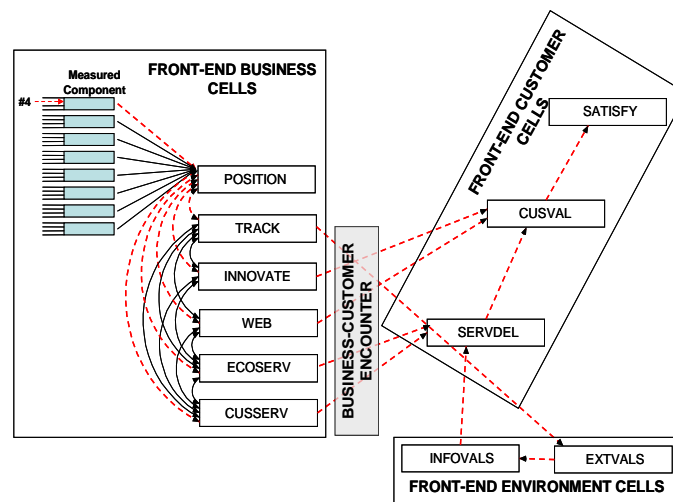 Measured
Component
#4
FRONT-END BUSINESS
CELLS
POSITION
TRACK
INNOVATE
WEB
ECOSERV
CUSSERV
BUSINESS-CUSTOMER
ENCOUNTER
FRONT-END CUSTOMER
CELLS
SATISFY
CUSVAL
SERVDEL
INFOVALS
EXTVALS
FRONT-END ENVIRONMENT CELLS